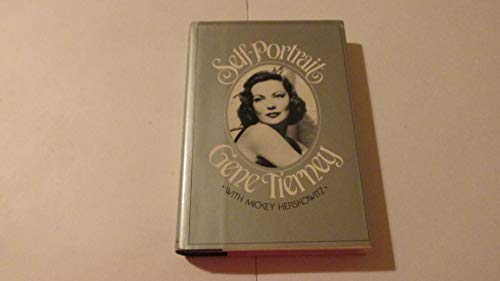 Self-Portrait
Gene Tierney
• WITH MICKEY HERSKOWITZ •